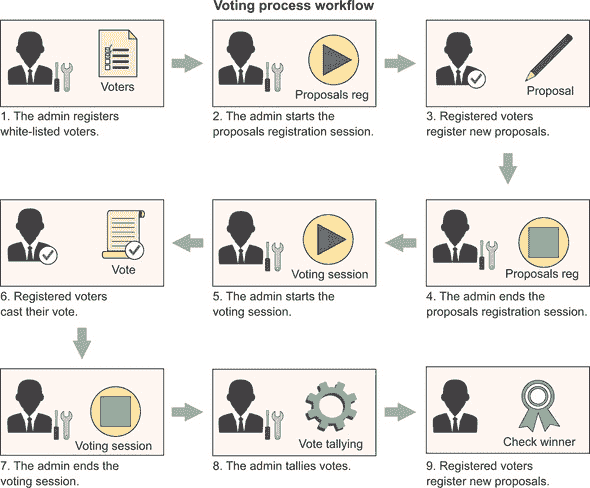 Voting process workflow
Voters
1. The admin registers
white-listed voters.
Proposals reg
2. The admin starts the
proposals registration session.
Proposal
3. Registered voters
register new proposals.
Vote
6. Registered voters
cast their vote.
Voting session
5. The admin starts the
voting session.
Proposals reg
4. The admin ends the
proposals registration session.
Voting session
7. The admin ends the
voting session.
Vote tallying
8. The admin tallies votes.
Check winner
9. Registered voters
register new proposals.